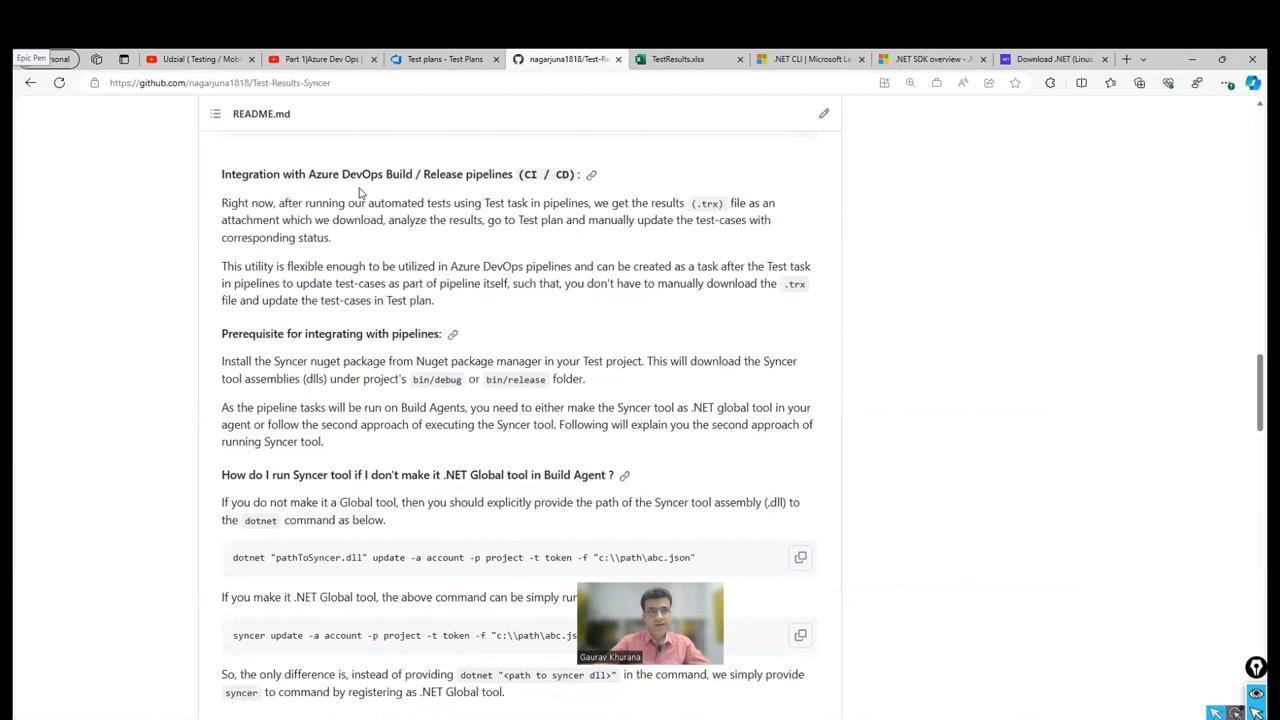 Epic Pen
onal
Udzial ( Testing / Mobi
Part 1|Azure Dev Ops |
Test plans - Test Plans
nagarjuna1818/Test-Re
TestResults.xlsx
.NET CLI | Microsoft Le
.NET SDK overview - .N
Download .NET (Linux,
https://github.com/nagarjuna1818/Test-Results-Syncer
README.md
Integration with Azure DevOps Build / Release pipelines (CI / CD):
Right now, after running our automated tests using Test task in pipelines, we get the results (.trx) file as an
attachment which we download, analyze the results, go to Test plan and manually update the test-cases with
corresponding status.
This utility is flexible enough to be utilized in Azure DevOps pipelines and can be created as a task after the Test task
in pipelines to update test-cases as part of pipeline itself, such that, you don't have to manually download the .trx
file and update the test-cases in Test plan.
Prerequisite for integrating with pipelines:
Install the Syncer nuget package from Nuget package manager in your Test project. This will download the Syncer
tool assemblies (dlls) under project's bin/debug or bin/release folder.
As the pipeline tasks will be run on Build Agents, you need to either make the Syncer tool as .NET global tool in your
agent or follow the second approach of executing the Syncer tool. Following will explain you the second approach of
running Syncer tool.
How do I run Syncer tool if I don't make it .NET Global tool in Build Agent ?
If you do not make it a Global tool, then you should explicitly provide the path of the Syncer tool assembly (.dll) to
the dotnet command as below.
dotnet "pathToSyncer.dll" update -a account -p project -t token -f "c:\\path\abc.json"
If you make it .NET Global tool, the above command can be simply run
syncer update -a account -p project -t token -f "c:\\path\abc.js
Gaurav Khurana
So, the only difference is, instead of providing dotnet "<path to syncer dll>" in the command, we simply provide
syncer to command by registering as .NET Global tool.